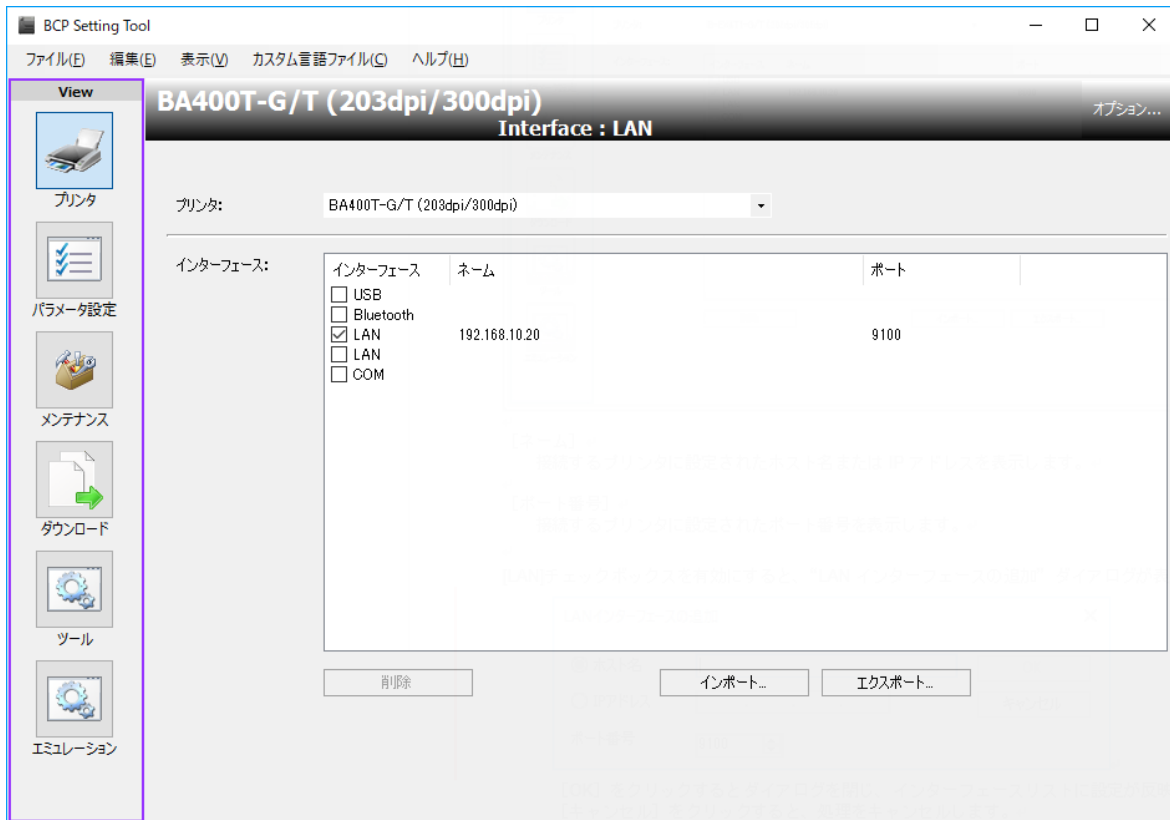 BCP Setting Tool
ファイル(F) 編集(E) 表示(V) カスタム言語ファイル(C) ヘルプ(H)
View
BA400T-G/T (203dpi/300dpi)
Interface : LAN
オプション...
プリンタ
パラメータ設定
メンテナンス
ダウンロード
ツール
エミュレーション
プリンタ: BA400T-G/T (203dpi/300dpi)
インターフェース:
インターフェース ネーム ポート
USB
Bluetooth
LAN 192.168.10.20 9100
LAN
COM
削除 インポート... エクスポート...